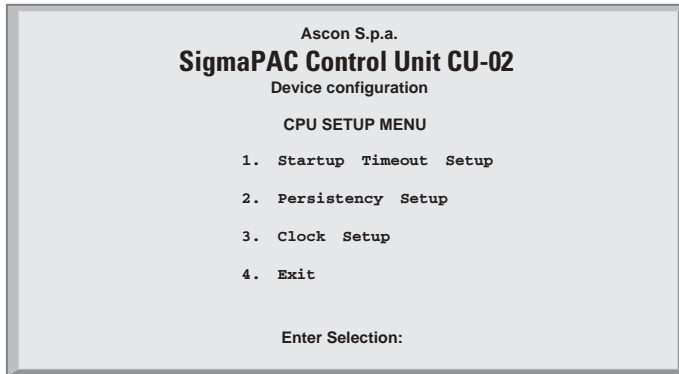 Ascon S.p.a.
SigmaPAC Control Unit CU-02
Device configuration
CPU SETUP MENU
1. Startup Timeout Setup
2. Persistency Setup
3. Clock Setup
4. Exit
Enter Selection: